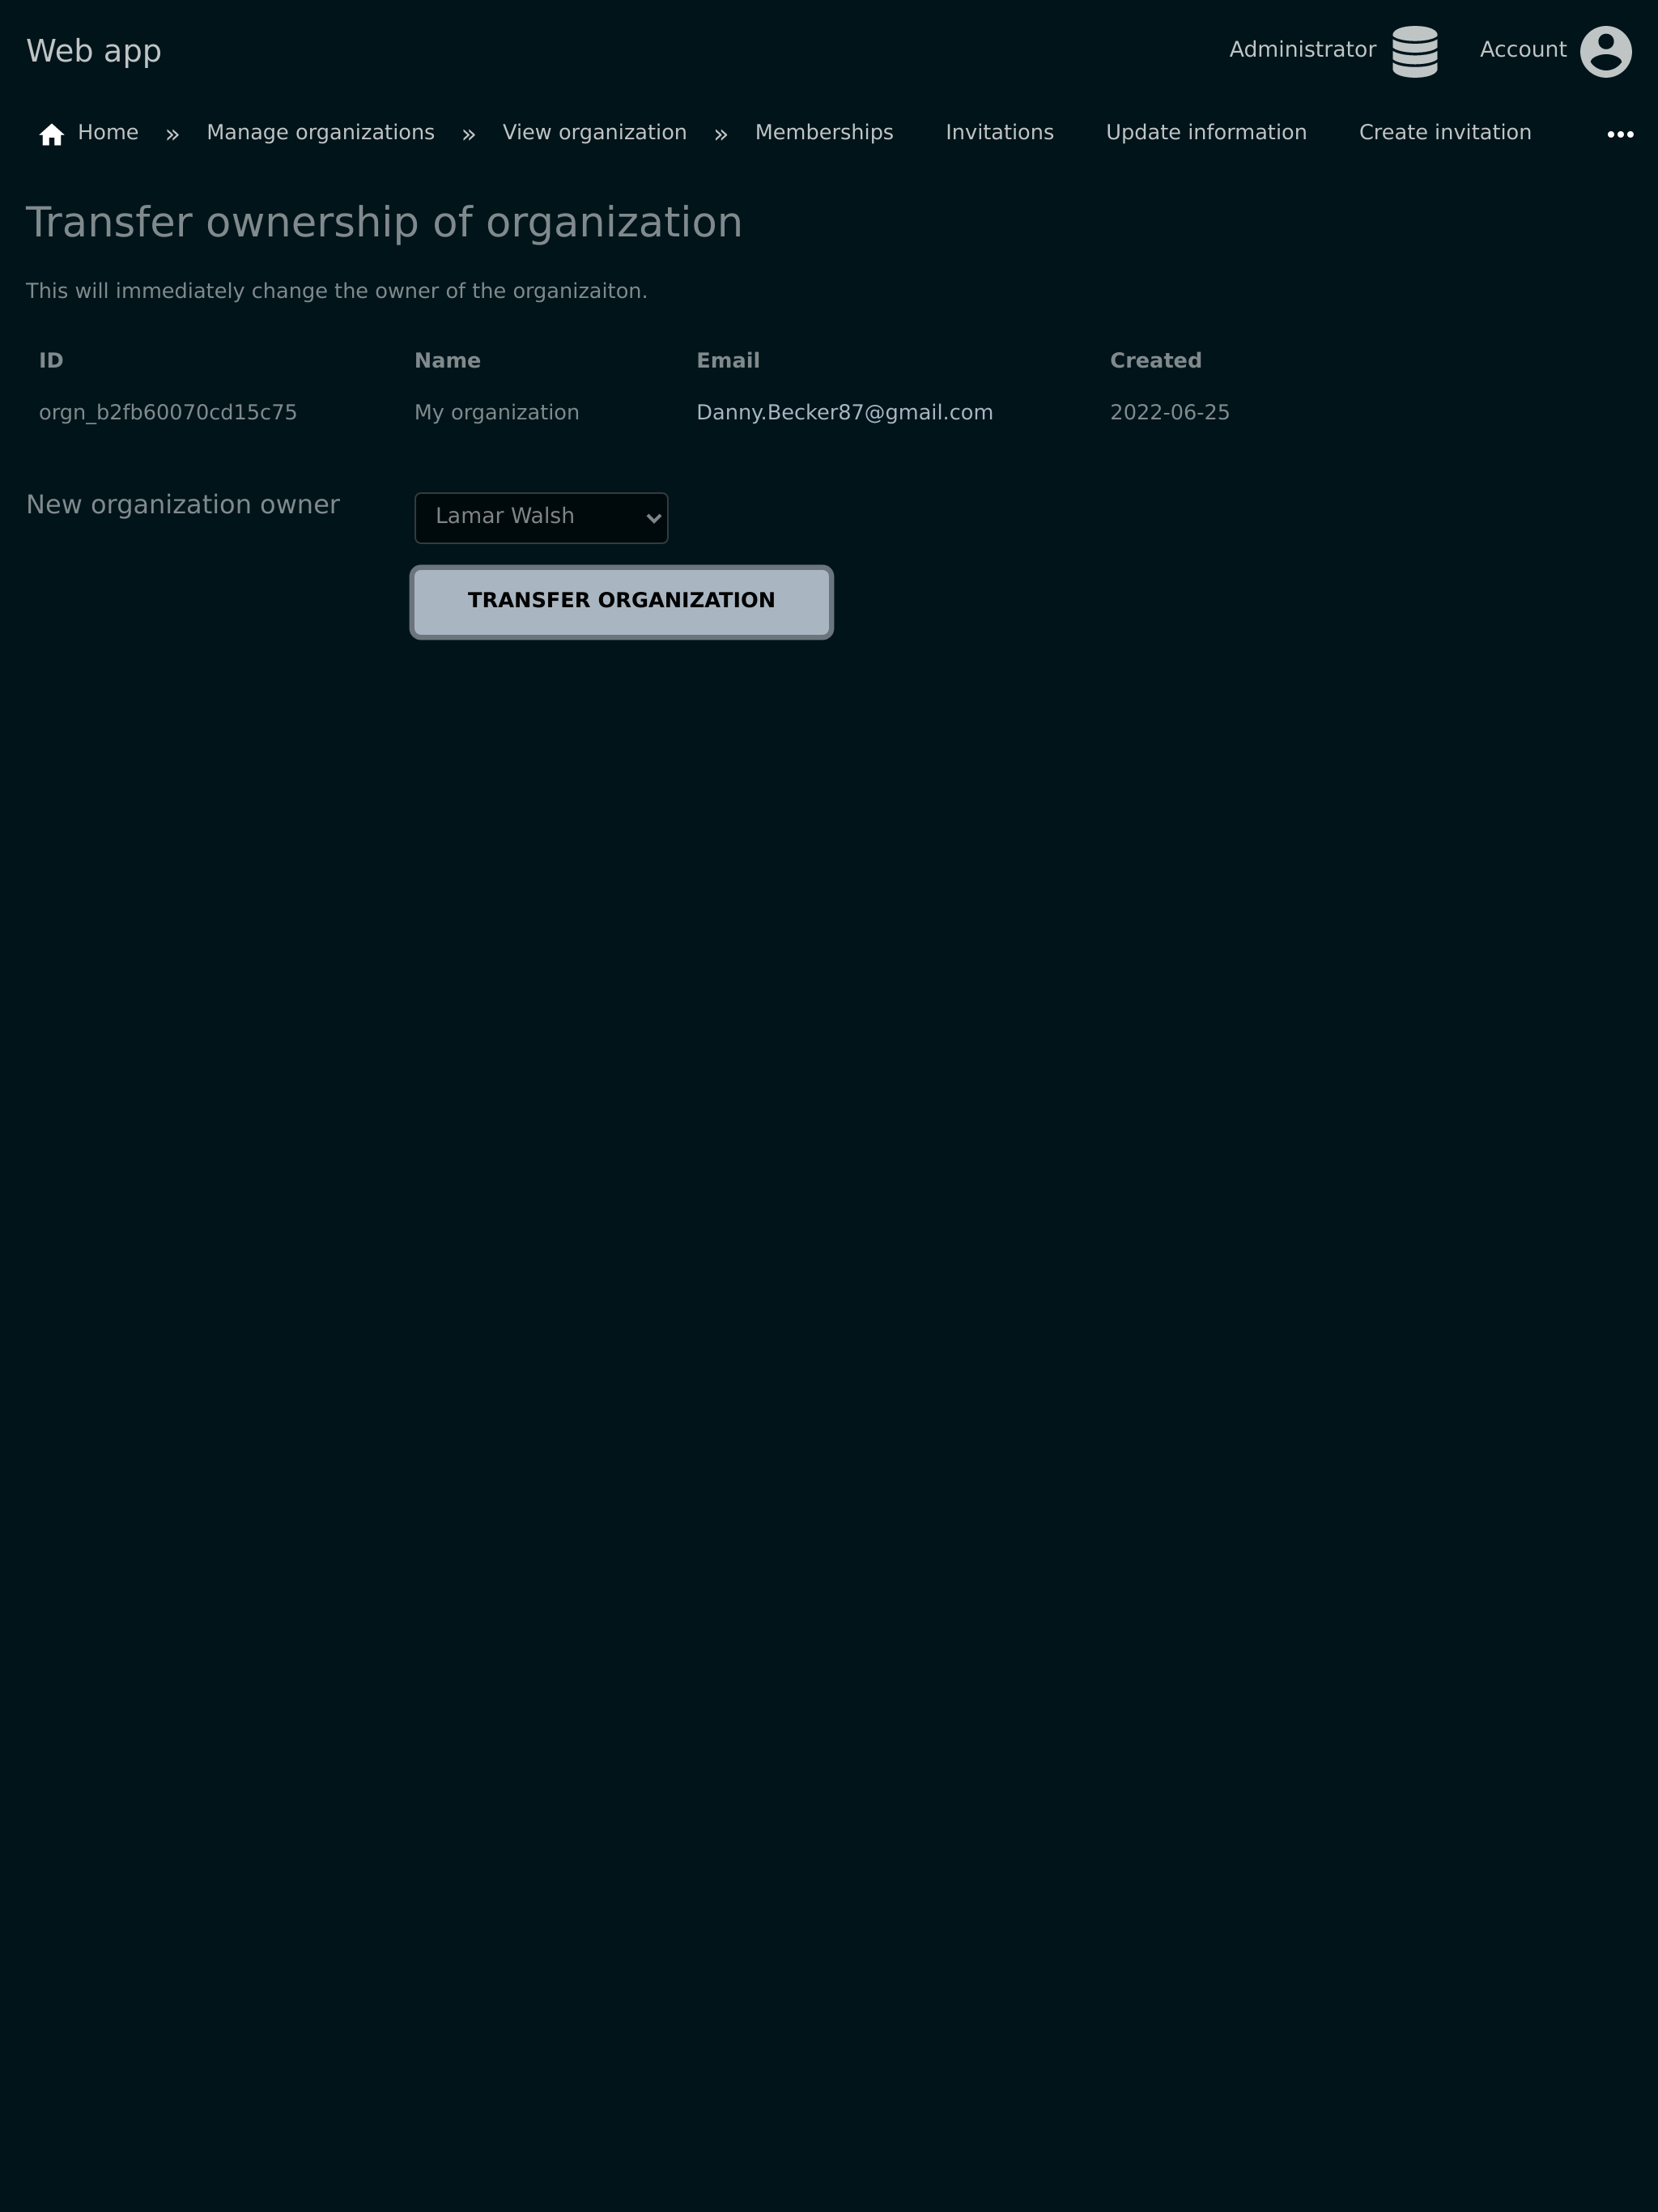 Web app
Administrator Account
Home » Manage organizations » View organization » Memberships Invitations Update information Create invitation
Transfer ownership of organization
This will immediately change the owner of the organizaiton.
ID Name Email Created
orgn_b2fb60070cd15c75 My organization Danny.Becker87@gmail.com 2022-06-25
New organization owner Lamar Walsh
TRANSFER ORGANIZATION